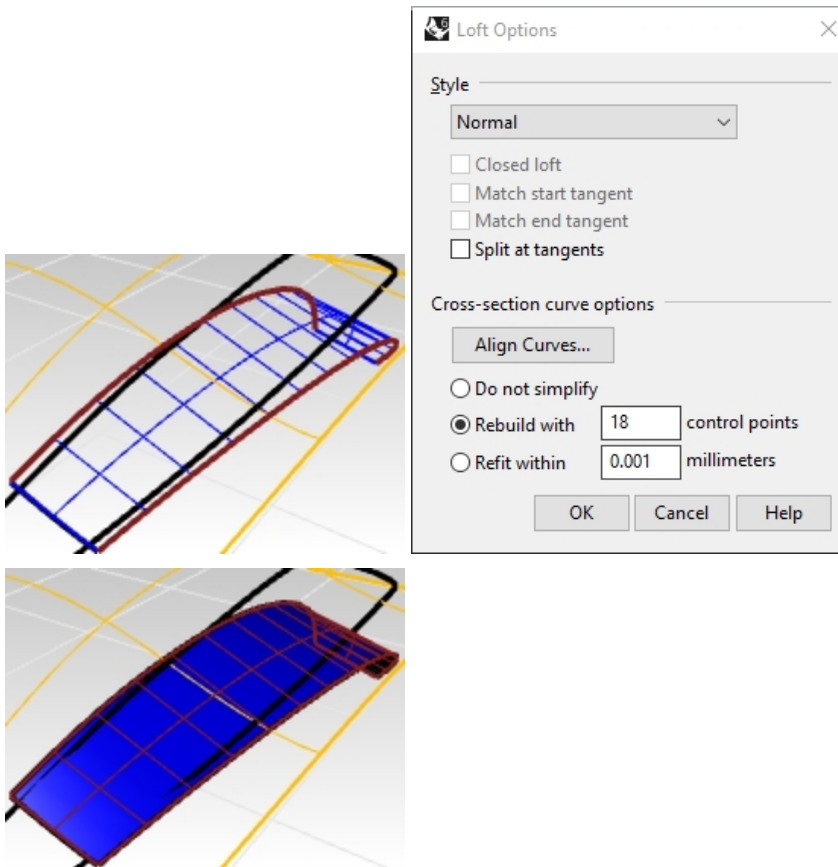 Loft Options
Style
Normal
Closed loft
Match start tangent
Match end tangent
Split at tangents
Cross-section curve options
Align Curves...
Do not simplify
Rebuild with 18 control points
Refit within 0.001 millimeters
OK Cancel Help